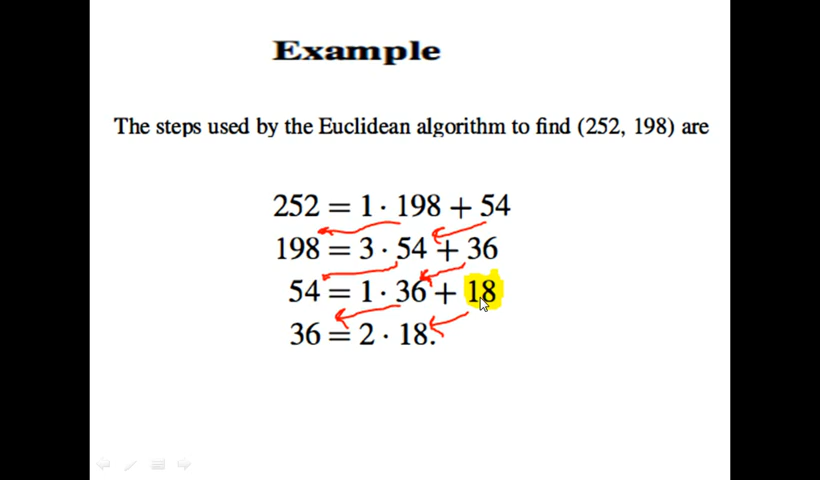 Example
The steps used by the Euclidean algorithm to find (252, 198) are
252 = 1 · 198 + 54
198 = 3 · 54 + 36
54 = 1 · 36 + 18
36 = 2 · 18.